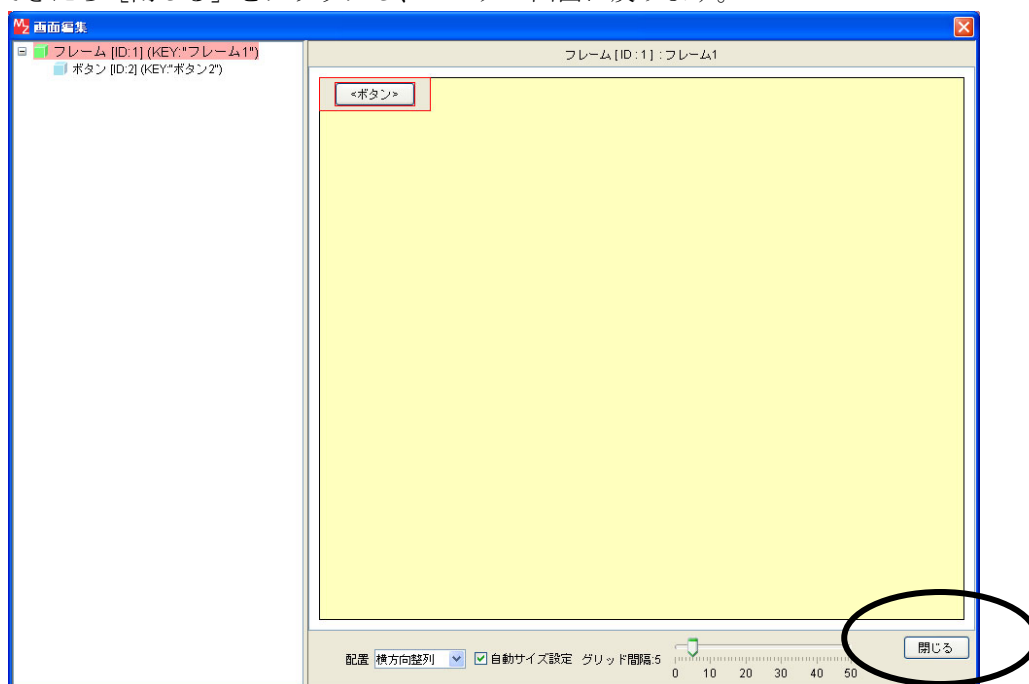 画面編集
フレーム [ID:1] (KEY:"フレーム1")
ボタン [ID:2] (KEY:"ボタン2")
フレーム [ID:1] : フレーム1
«ボタン»
配置 横方向整列 自動サイズ設定 グリッド間隔:5
0 10 20 30 40 50
閉じる